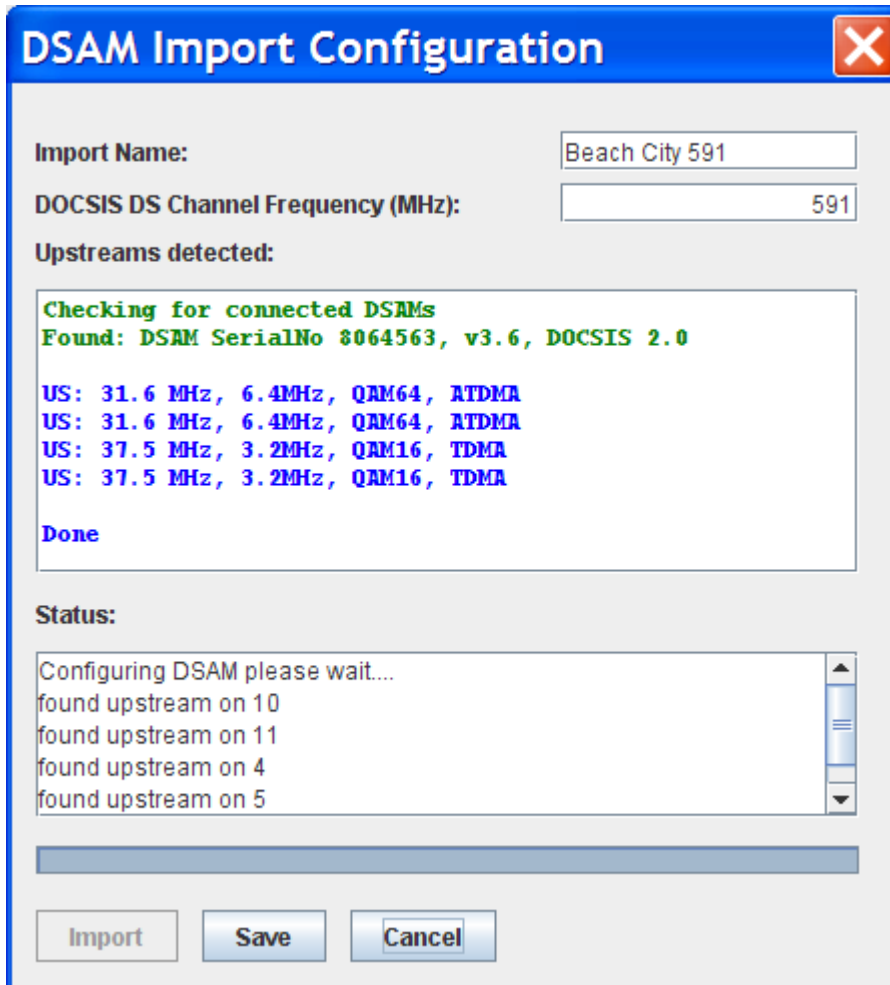 DSAM Import Configuration
Import Name: Beach City 591
DOCSIS DS Channel Frequency (MHz): 591
Upstreams detected:
Checking for connected DSAMs
Found: DSAM SerialNo 8064563, v3.6, DOCSIS 2.0
US: 31.6 MHz, 6.4MHz, QAM64, ATDMA
US: 31.6 MHz, 6.4MHz, QAM64, ATDMA
US: 37.5 MHz, 3.2MHz, QAM16, TDMA
US: 37.5 MHz, 3.2MHz, QAM16, TDMA
Done
Status:
Configuring DSAM please wait....
found upstream on 10
found upstream on 11
found upstream on 4
found upstream on 5
Import Save Cancel